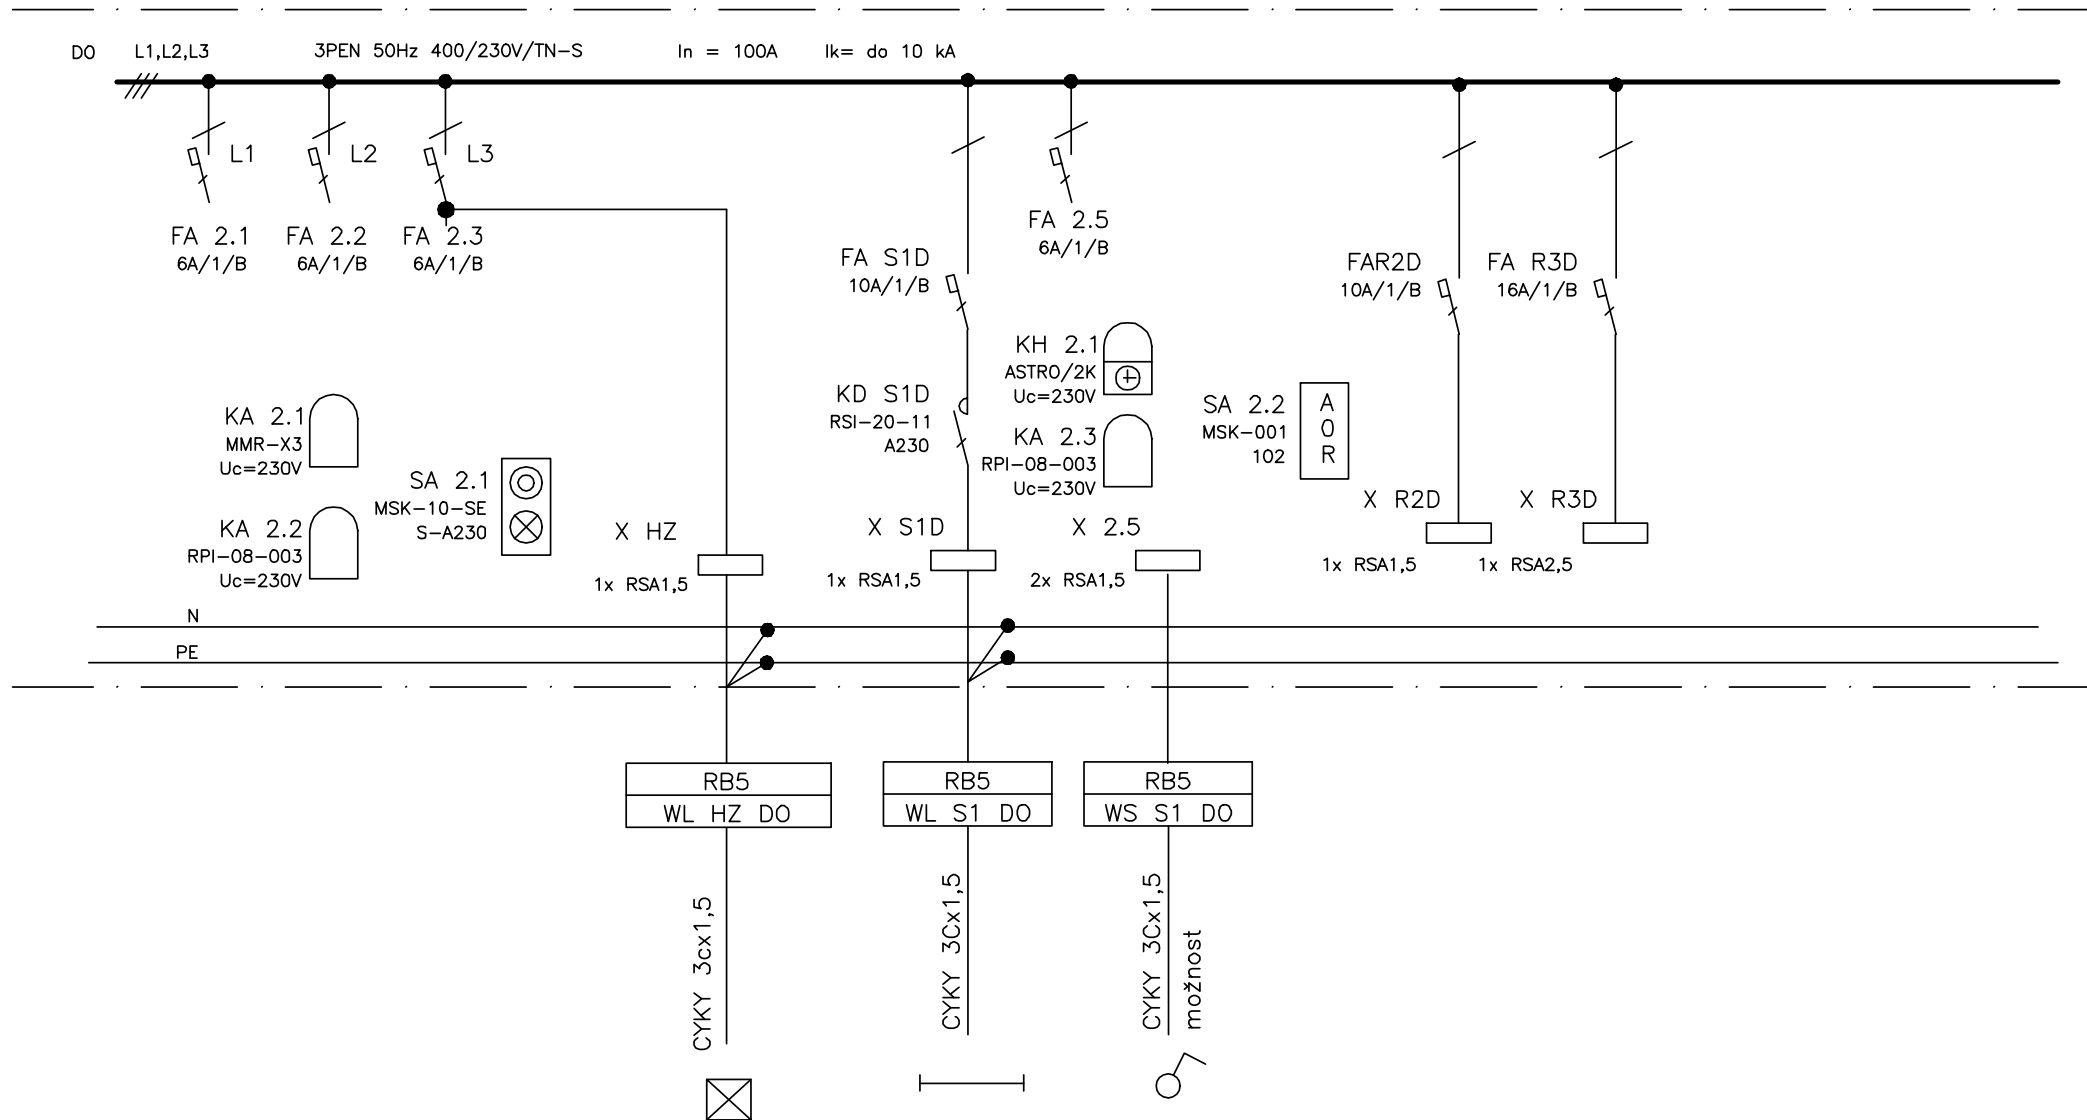 DO L1,L2,L3 3PEN 50Hz 400/230V/TN-S In = 100A Ik= do 10 kA
L1
L2
L3
FA 2.1
6A/1/B
FA 2.2
6A/1/B
FA 2.3
6A/1/B
FA S1D
10A/1/B
FA 2.5
6A/1/B
FAR2D
10A/1/B
FA R3D
16A/1/B
KA 2.1
MMR-X3
Uc=230V
KA 2.2
RPI-08-003
Uc=230V
SA 2.1
MSK-10-SE
S-A230
KD S1D
RSI-20-11
A230
KH 2.1
ASTRO/2K
Uc=230V
KA 2.3
RPI-08-003
Uc=230V
SA 2.2
MSK-001
102
A
0
R
X HZ
1x RSA1,5
X S1D
1x RSA1,5
X 2.5
2x RSA1,5
X R2D
1x RSA1,5
X R3D
1x RSA2,5
N
PE
RB5
WL HZ DO
RB5
WL S1 DO
RB5
WS S1 DO
CYKY 3cx1,5
CYKY 3Cx1,5
CYKY 3Cx1,5
možnost